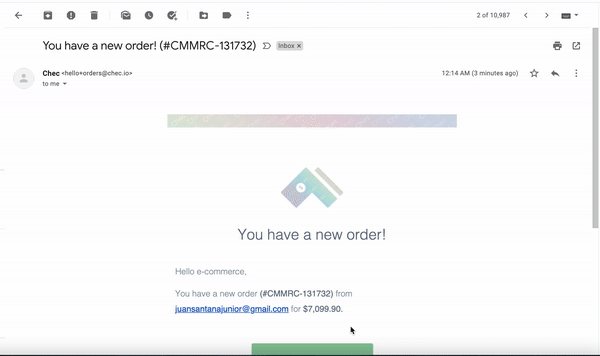 2 of 10,987
You have a new order! (#CMMRC-131732) Inbox ×
Chec <hello+orders@chec.io> 12:14 AM (3 minutes ago)
to me
You have a new order!
Hello e-commerce,
You have a new order (#CMMRC-131732) from
juansantanajunior@gmail.com for $7,099.90.